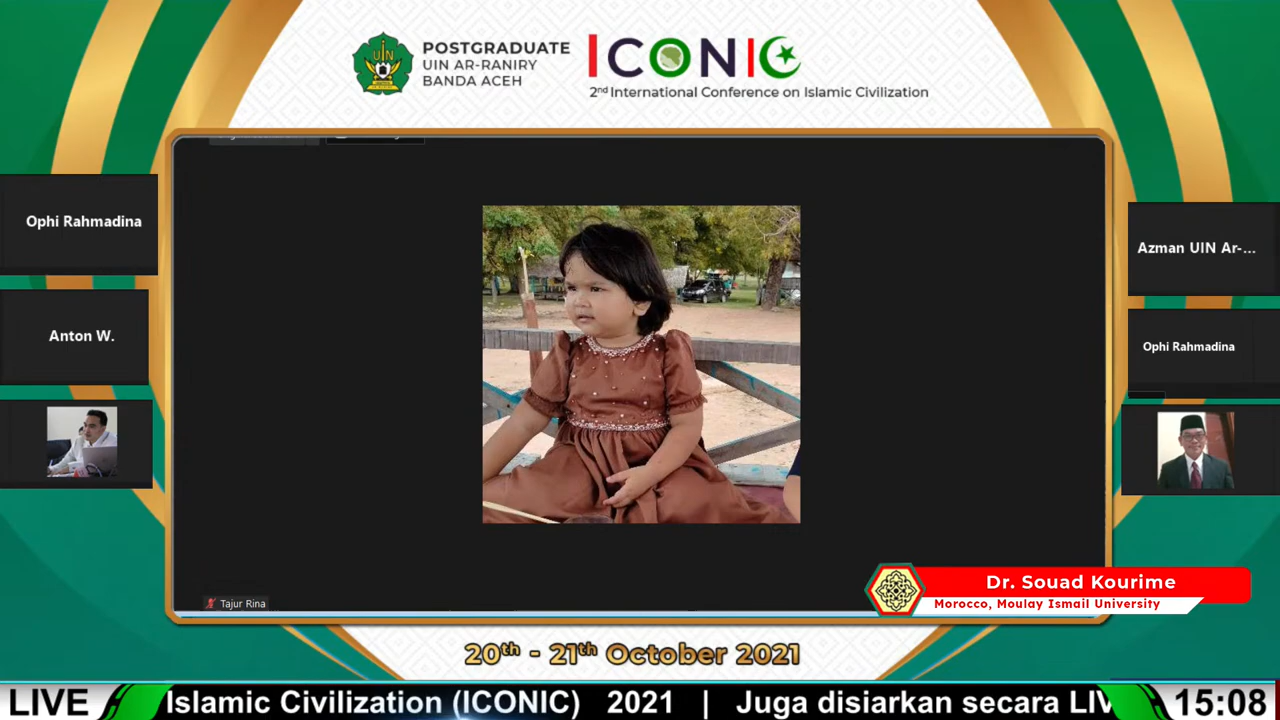 POSTGRADUATE
UIN AR-RANIRY
BANDA ACEH
UIN
ICONIC
2nd International Conference on Islamic Civilization
Ophi Rahmadina
Anton W.
Azman UIN Ar-...
Ophi Rahmadina
Tajur Rina
Dr. Souad Kourime
Morocco, Moulay Ismail University
20th - 21th October 2021
LIVE
Islamic Civilization (ICONIC) 2021 | Juga disiarkan secara LIV
15:08